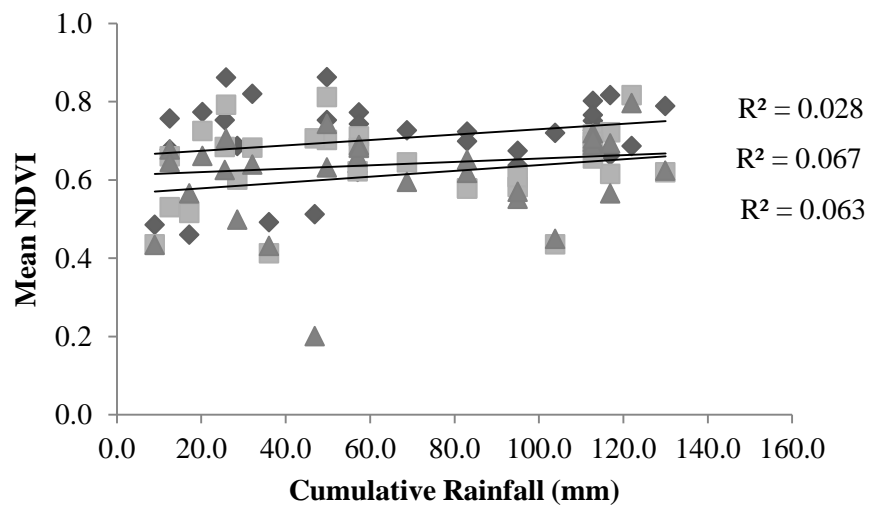 1.0
0.8
0.6
0.4
0.2
0.0
Mean NDVI
R² = 0.028
R² = 0.067
R² = 0.063
0.0 20.0 40.0 60.0 80.0 100.0 120.0 140.0 160.0
Cumulative Rainfall (mm)